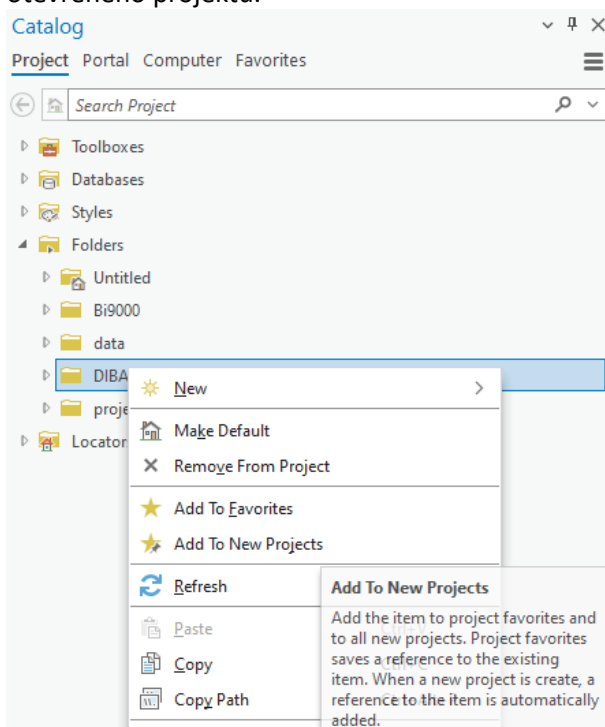 otevřeného projektu.
Catalog
Project Portal Computer Favorites
Search Project
Toolboxes
Databases
Styles
Folders
Untitled
Bi9000
data
DIBA
New
proje
Make Default
Locator
Remove From Project
Add To Favorites
Add To New Projects
Refresh
Add To New Projects
Add the item to project favorites and
to all new projects. Project favorites
saves a reference to the existing
item. When a new project is create, a
reference to the item is automatically
added.
Paste
Copy
Copy Path